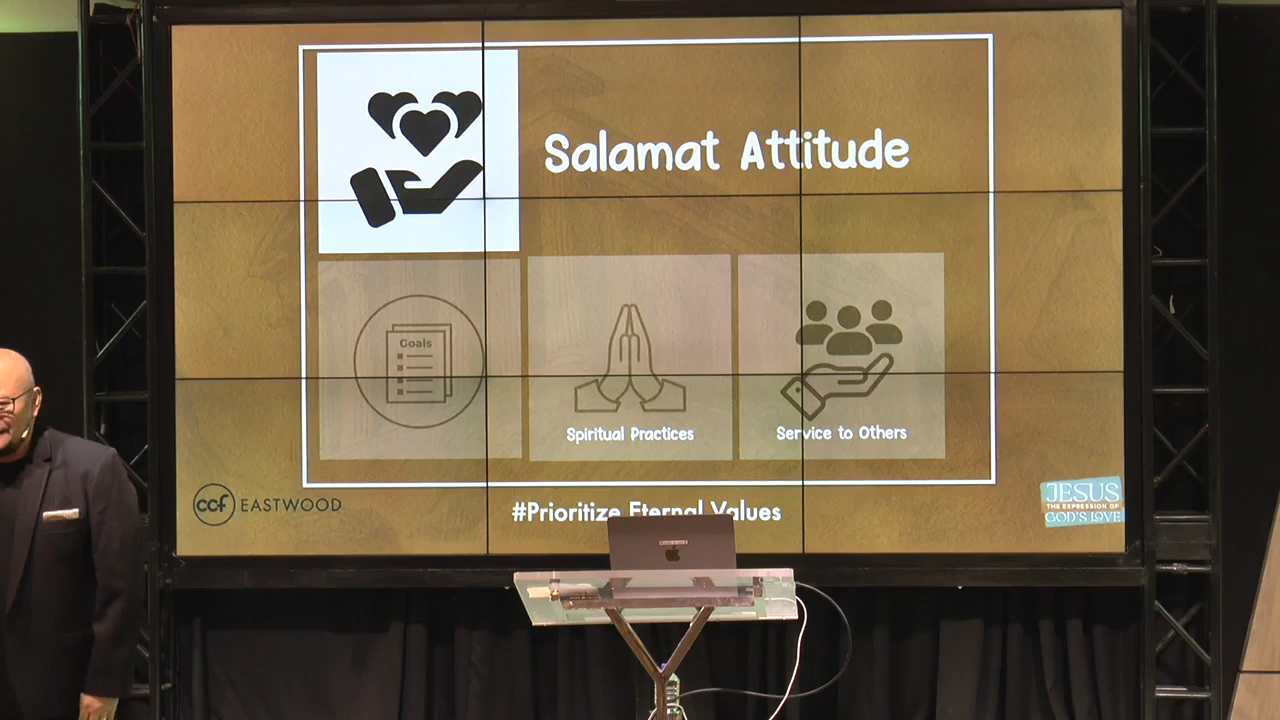 Salamat Attitude
Goals
Spiritual Practices
Service to Others
ccf EASTWOOD
#Prioritize Eternal Values
JESUS
THE EXPRESSION OF
GOD'S LOVE